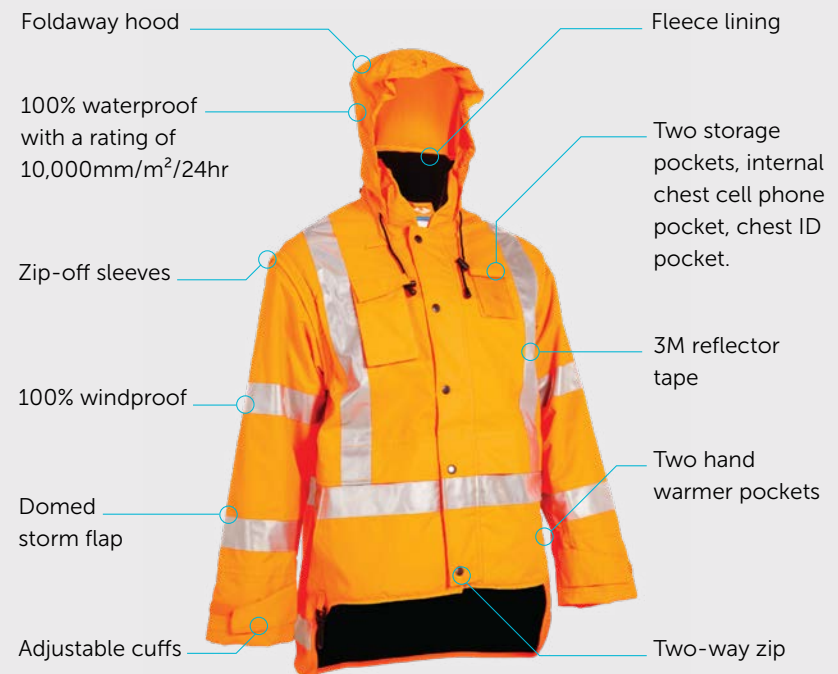 Foldaway hood
100% waterproof
with a rating of
10,000mm/m²/24hr
Zip-off sleeves
100% windproof
Domed
storm flap
Adjustable cuffs
Fleece lining
Two storage
pockets, internal
chest cell phone
pocket, chest ID
pocket.
3M reflector
tape
Two hand
warmer pockets
Two-way zip